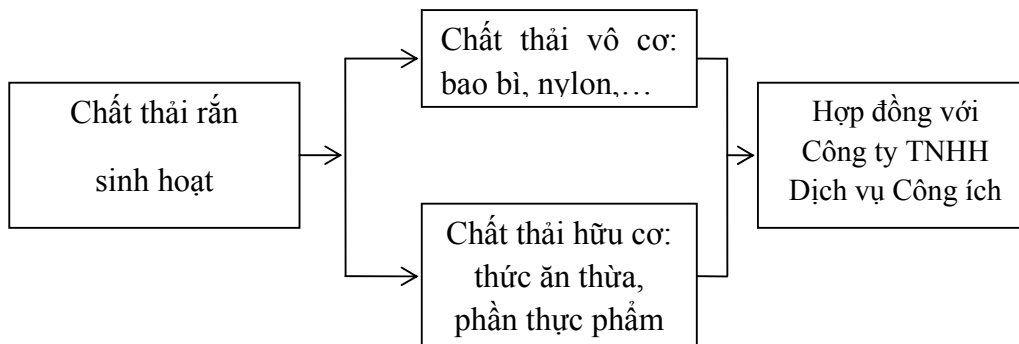 Chất thải rắn
sinh hoạt
Chất thải vô cơ:
bao bì, nylon,…
Chất thải hữu cơ:
thức ăn thừa,
phần thực phẩm
Hợp đồng với
Công ty TNHH
Dịch vụ Công ích